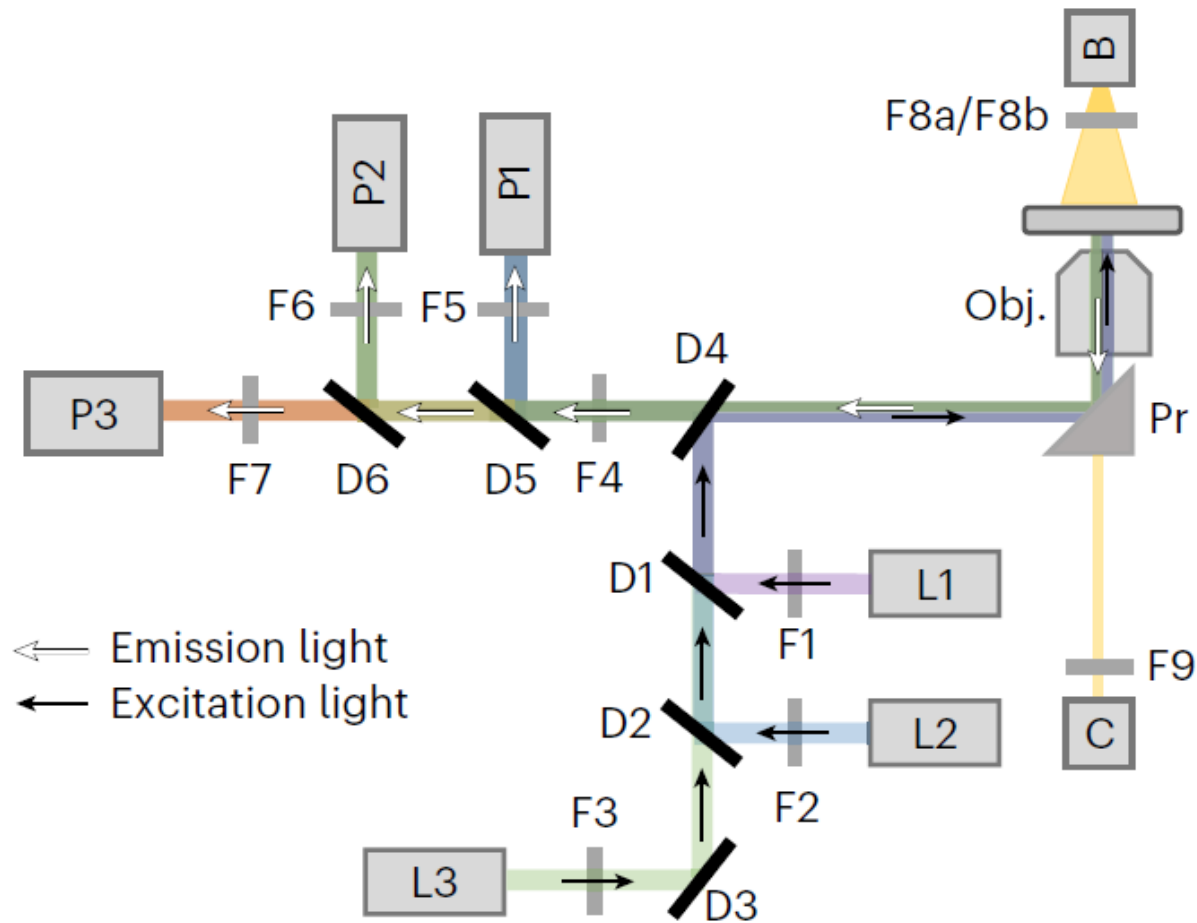 B
F8a/F8b
P2
P1
F6
F5
Obj.
D4
P3
Pr
F7
D6
D5
F4
D1
L1
F1
Emission light
F9
Excitation light
D2
L2
C
F2
F3
L3
D3